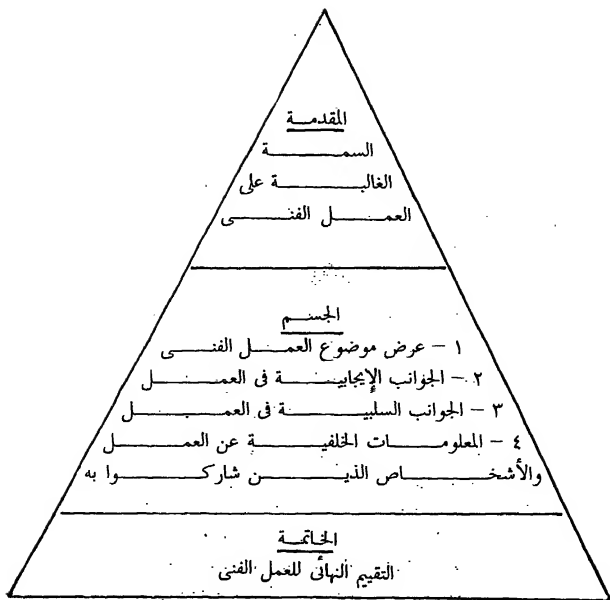 المقدمة
السمة
الغالبة على
العمل الفنى
الجسم
١ - عرض موضوع العمل الفنى
٢ - الجوانب الإيجابية فى العمل
٣ - الجوانب السلبية فى العمل
٤ - المعلومات الخلفية عن العمل
والأشخاص الذين شاركوا به
الخاتمة
التقييم النهائى للعمل الفنى